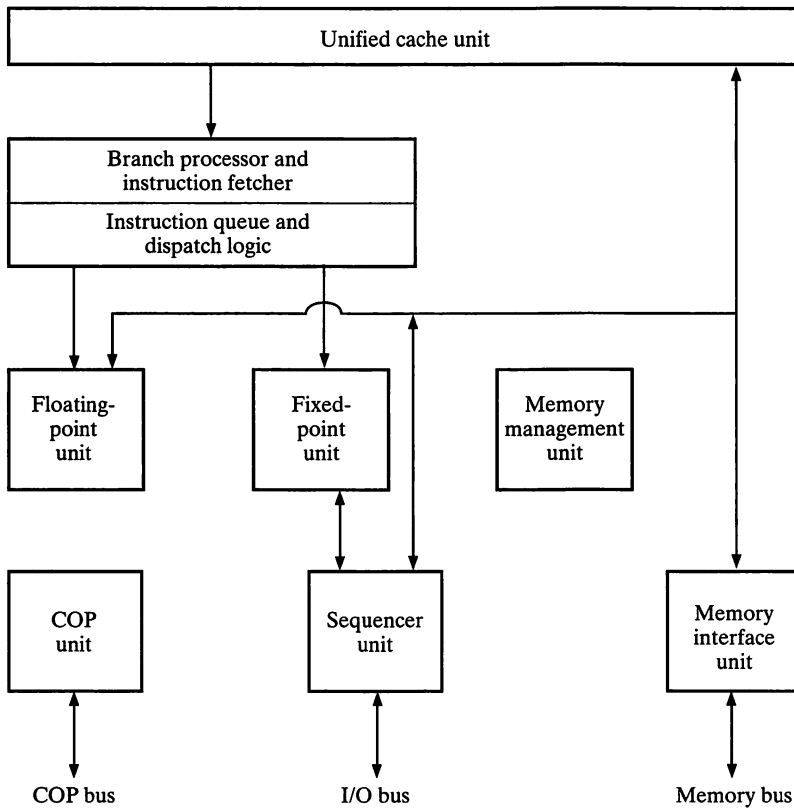 Unified cache unit
Branch processor and
instruction fetcher
Instruction queue and
dispatch logic
Floating-
point
unit
Fixed-
point
unit
Memory
management
unit
COP
unit
Sequencer
unit
Memory
interface
unit
COP bus
I/O bus
Memory bus